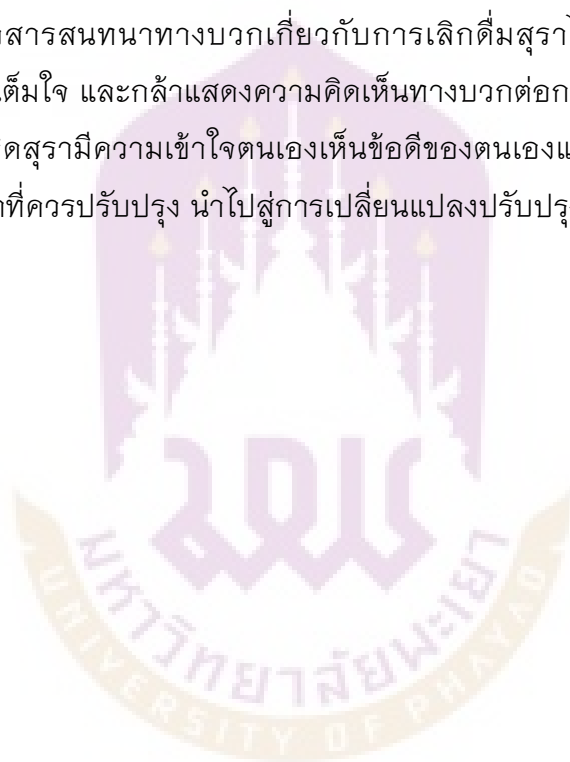 งสารสนทนาทางบวกเกี่ยวกับการเลิกดื่มสุรา
เต็มใจ และกล้าแสดงความคิดเห็นทางบวกต่อก
ดสุรามีความเข้าใจตนเองเห็นข้อดีของตนเองแ
าที่ควรปรับปรุง นำไปสู่การเปลี่ยนแปลงปรับปรุ
มหาวิทยาลัยพะเยา
UNIVERSITY OF PHAYAO